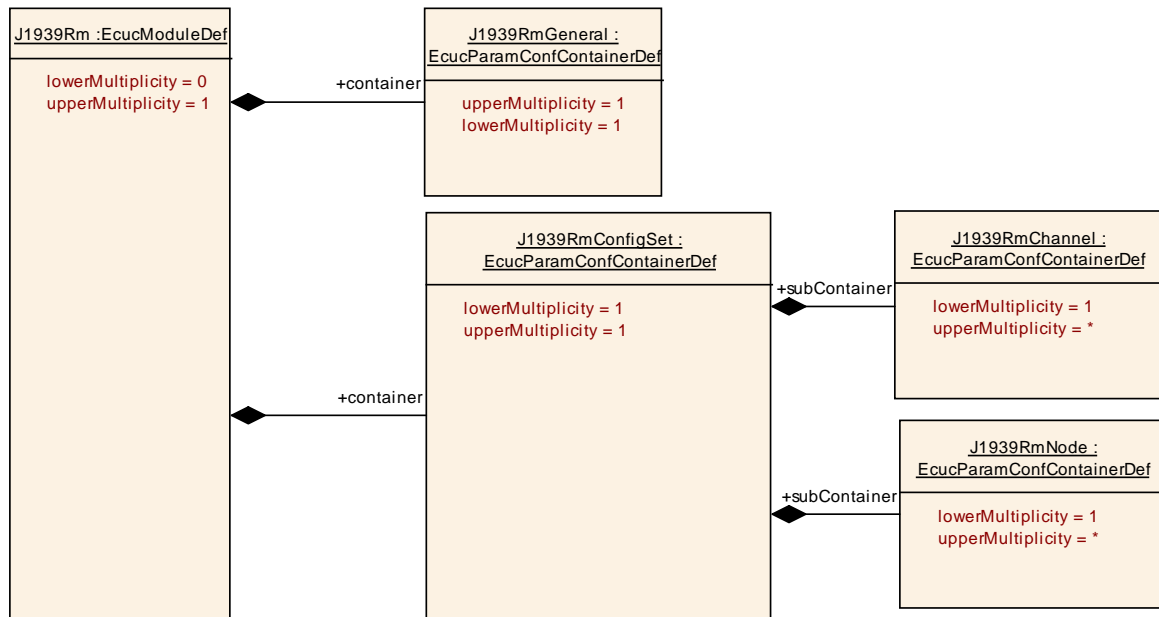 J1939Rm :EcucModuleDef
lowerMultiplicity = 0
upperMultiplicity = 1
+container
J1939RmGeneral :
EcucParamConfContainerDef
upperMultiplicity = 1
lowerMultiplicity = 1
+container
J1939RmConfigSet :
EcucParamConfContainerDef
lowerMultiplicity = 1
upperMultiplicity = 1
+subContainer
J1939RmChannel :
EcucParamConfContainerDef
lowerMultiplicity = 1
upperMultiplicity = *
+subContainer
J1939RmNode :
EcucParamConfContainerDef
lowerMultiplicity = 1
upperMultiplicity = *